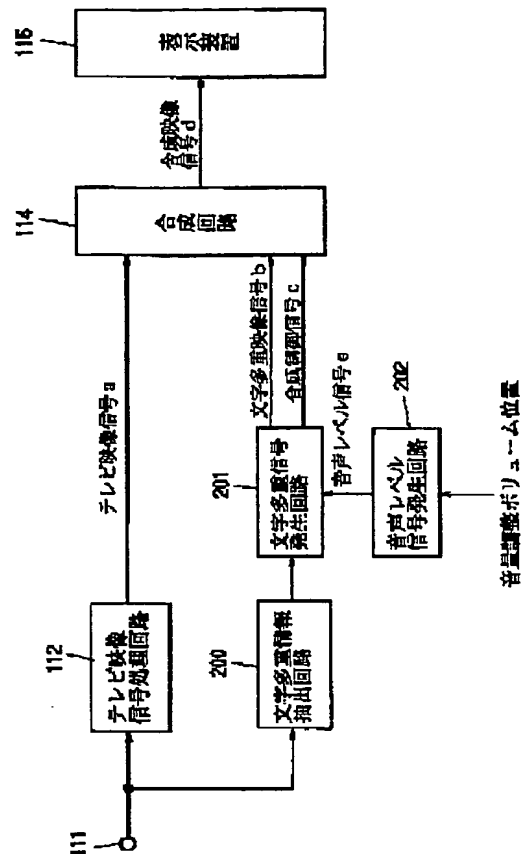 111
112
テレビ映像
信号処理回路
テレビ映像信号a
200
文字多重情報
抽出回路
201
文字多重信号
発生回路
文字多重映像信号b
合成制御信号c
音声レベル信号e
202
音声レベル
信号発生回路
音量調整ボリューム位置
114
合成回路
合成映像
信号d
115
表示装置